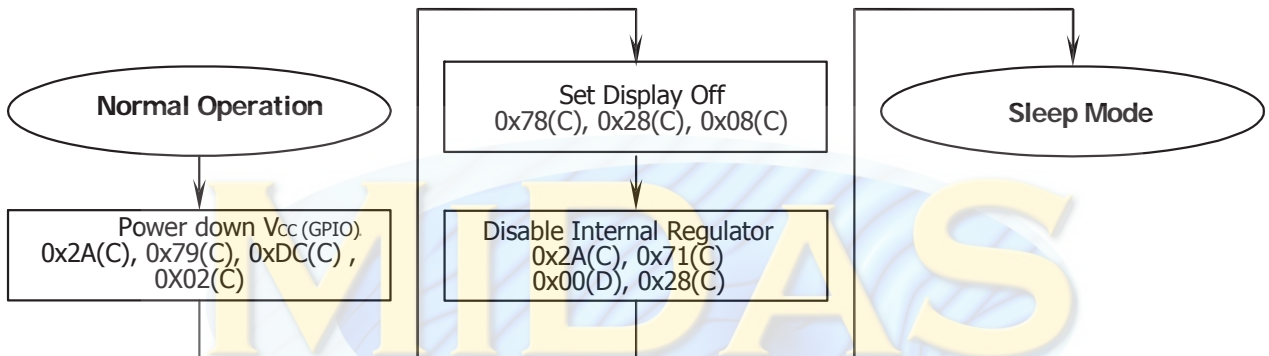 Normal Operation
Power down Vcc (GPIO).
0x2A(C), 0x79(C), 0xDC(C) ,
0X02(C)
Set Display Off
0x78(C), 0x28(C), 0x08(C)
Disable Internal Regulator
0x2A(C), 0x71(C)
0x00(D), 0x28(C)
Sleep Mode
MIDAS